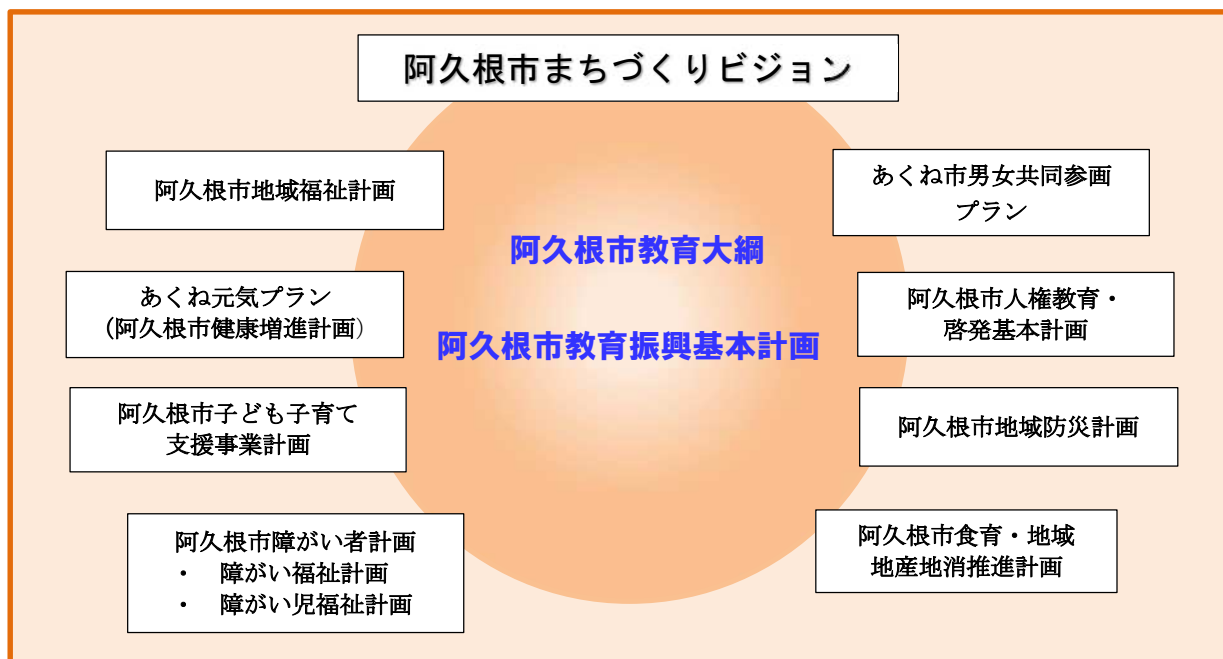 阿久根市まちづくりビジョン
阿久根市地域福祉計画
あくね元気プラン
(阿久根市健康増進計画)
阿久根市子ども子育て
支援事業計画
阿久根市障がい者計画
・ 障がい福祉計画
・ 障がい児福祉計画
阿久根市教育大綱
阿久根市教育振興基本計画
あくね市男女共同参画
プラン
阿久根市人権教育・
啓発基本計画
阿久根市地域防災計画
阿久根市食育・地域
地産地消推進計画